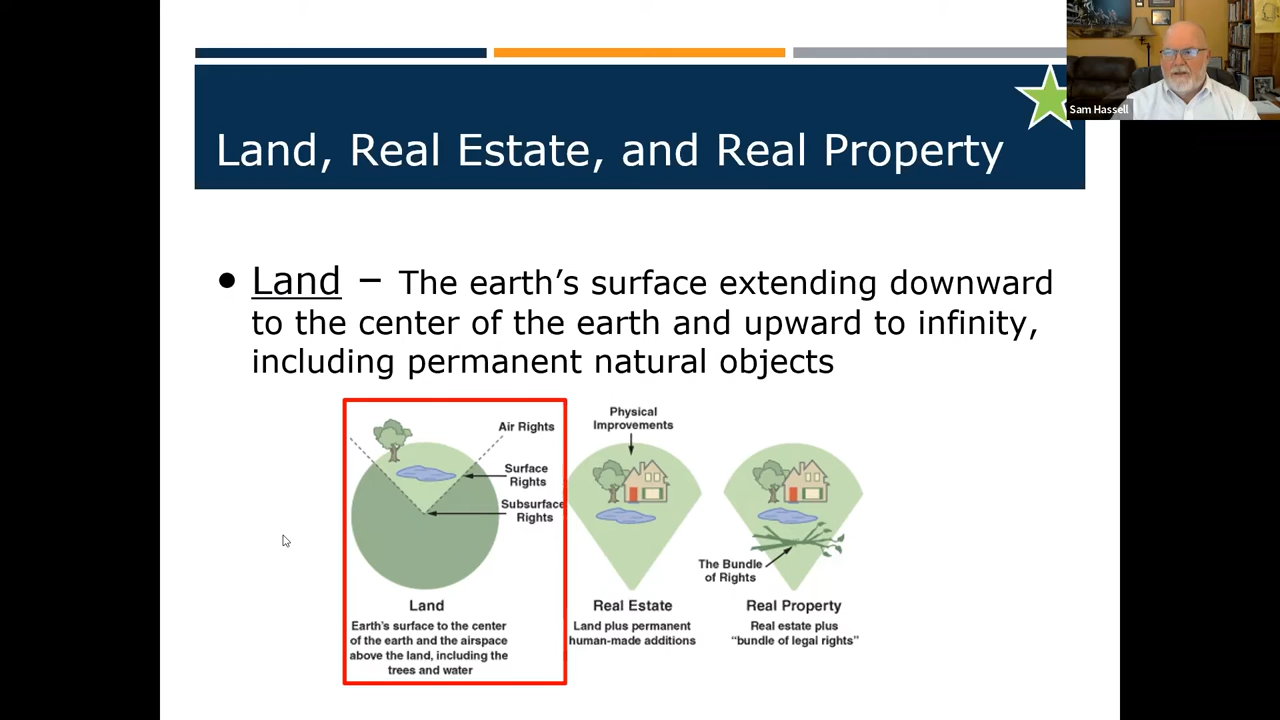 Sam Hassell
Land, Real Estate, and Real Property
• Land – The earth’s surface extending downward
to the center of the earth and upward to infinity,
including permanent natural objects
Air Rights
Surface
Rights
Subsurface
Rights
Land
Earth's surface to the center
of the earth and the airspace
above the land, including the
trees and water
Physical
Improvements
Real Estate
Land plus permanent
human-made additions
The Bundle
of Rights
Real Property
Real estate plus
“bundle of legal rights”